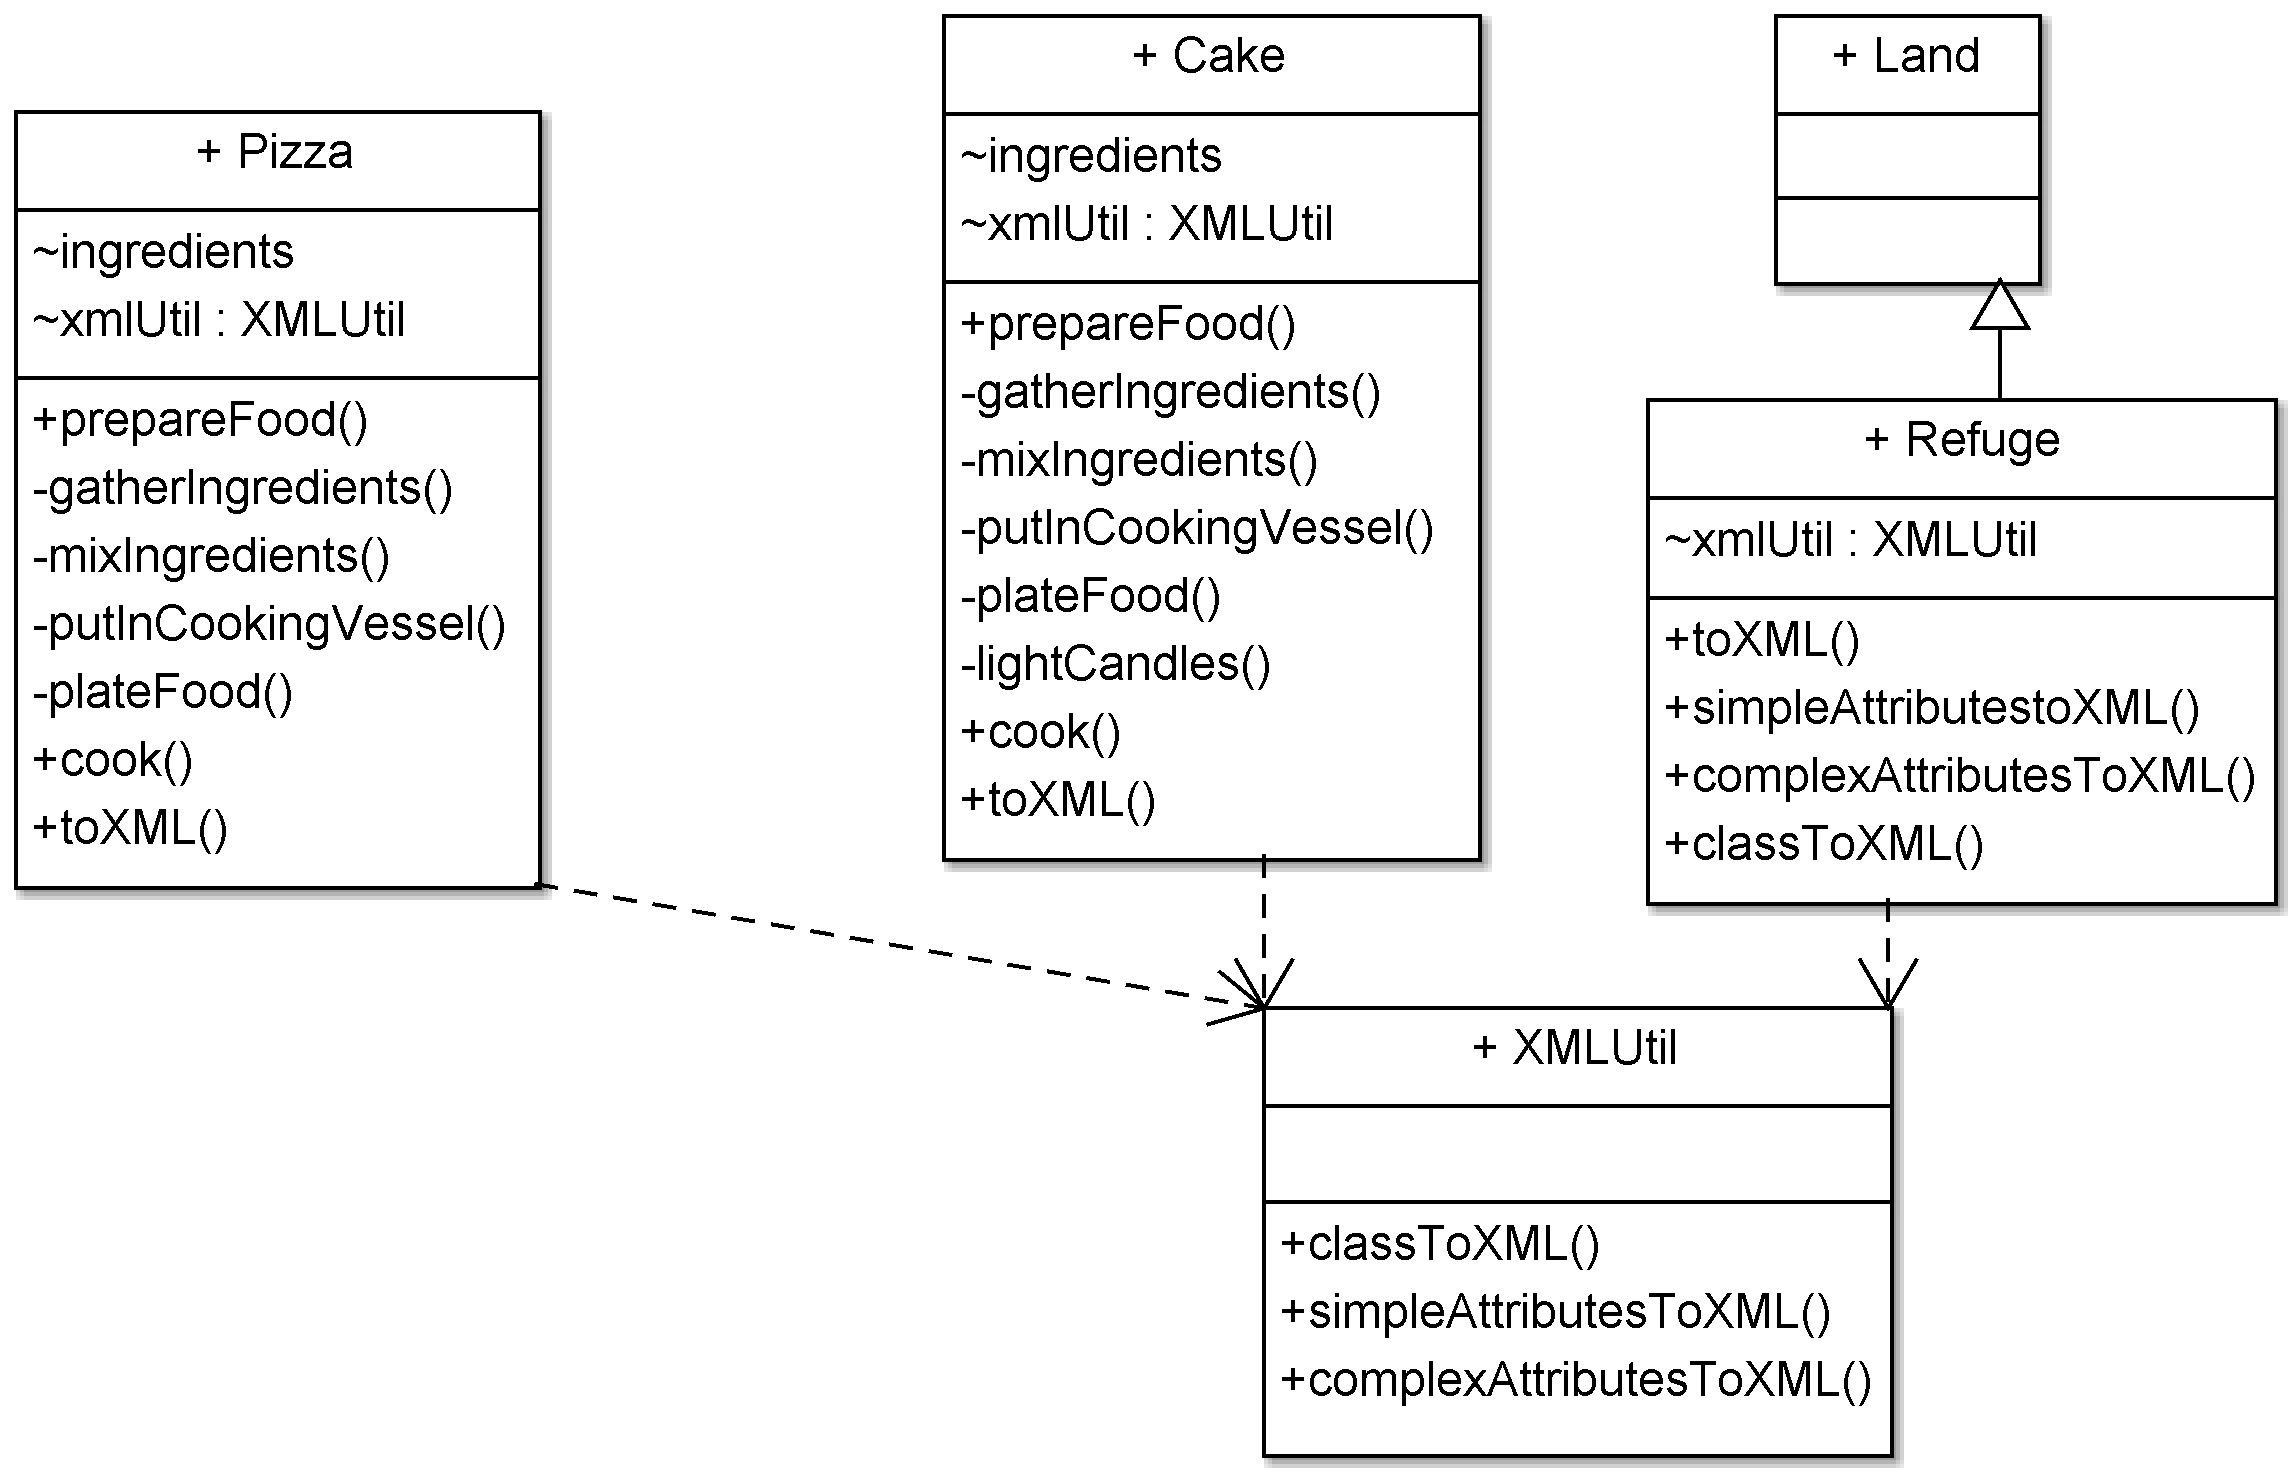 + Pizza
~ingredients
~xmlUtil : XMLUtil
+prepareFood()
-gatherIngredients()
-mixIngredients()
-putInCookingVessel()
-plateFood()
+cook()
+toXML()
+ Cake
~ingredients
~xmlUtil : XMLUtil
+prepareFood()
-gatherIngredients()
-mixIngredients()
-putInCookingVessel()
-plateFood()
-lightCandles()
+cook()
+toXML()
+ Land
+ Refuge
~xmlUtil : XMLUtil
+toXML()
+simpleAttributestoXML()
+complexAttributesToXML()
+classToXML()
+ XMLUtil
+classToXML()
+simpleAttributesToXML()
+complexAttributesToXML()